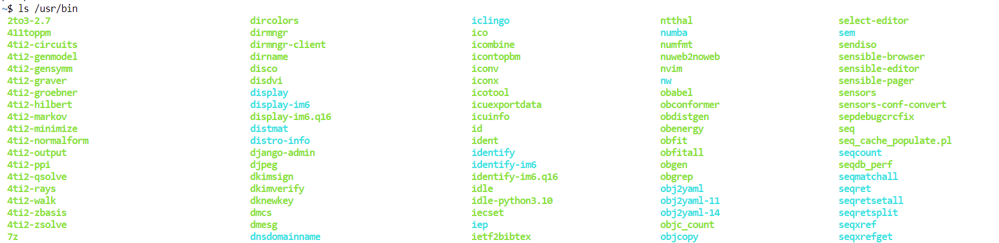 ~$ ls /usr/bin
2to3-2.7 dircolors iclingo ntthal select-editor
411toppm dirmngr ico numba sem
4ti2-circuits dirmngr-client icombine numfmt sendiso
4ti2-genmodel dirname icontopbm nuweb2noweb sensible-browser
4ti2-gensymm disco iconv nvim sensible-editor
4ti2-graver disdvi iconx nw sensible-pager
4ti2-groebner display icotool obabel sensors
4ti2-hilbert display-im6 icuexportdata obconformer sensors-conf-convert
4ti2-markov display-im6.q16 icuinfo obdistgen sepdebugcrcfix
4ti2-minimize distmat id obenergy seq
4ti2-normalform distro-info ident obfit seq_cache_populate.pl
4ti2-output django-admin identify obfitall seqcount
4ti2-ppi djpeg identify-im6 obgen seqdb_perf
4ti2-qsolve dkimsign identify-im6.q16 obgrep seqmatchall
4ti2-rays dkimverify idle obj2yaml seqret
4ti2-walk dknewkey idle-python3.10 obj2yaml-11 seqretsetall
4ti2-zbasis dmcs iecset obj2yaml-14 seqretsplit
4ti2-zsolve dmesg iep objc_count seqxref
7z dnsdomainname ietf2bibtex objcopy seqxrefget